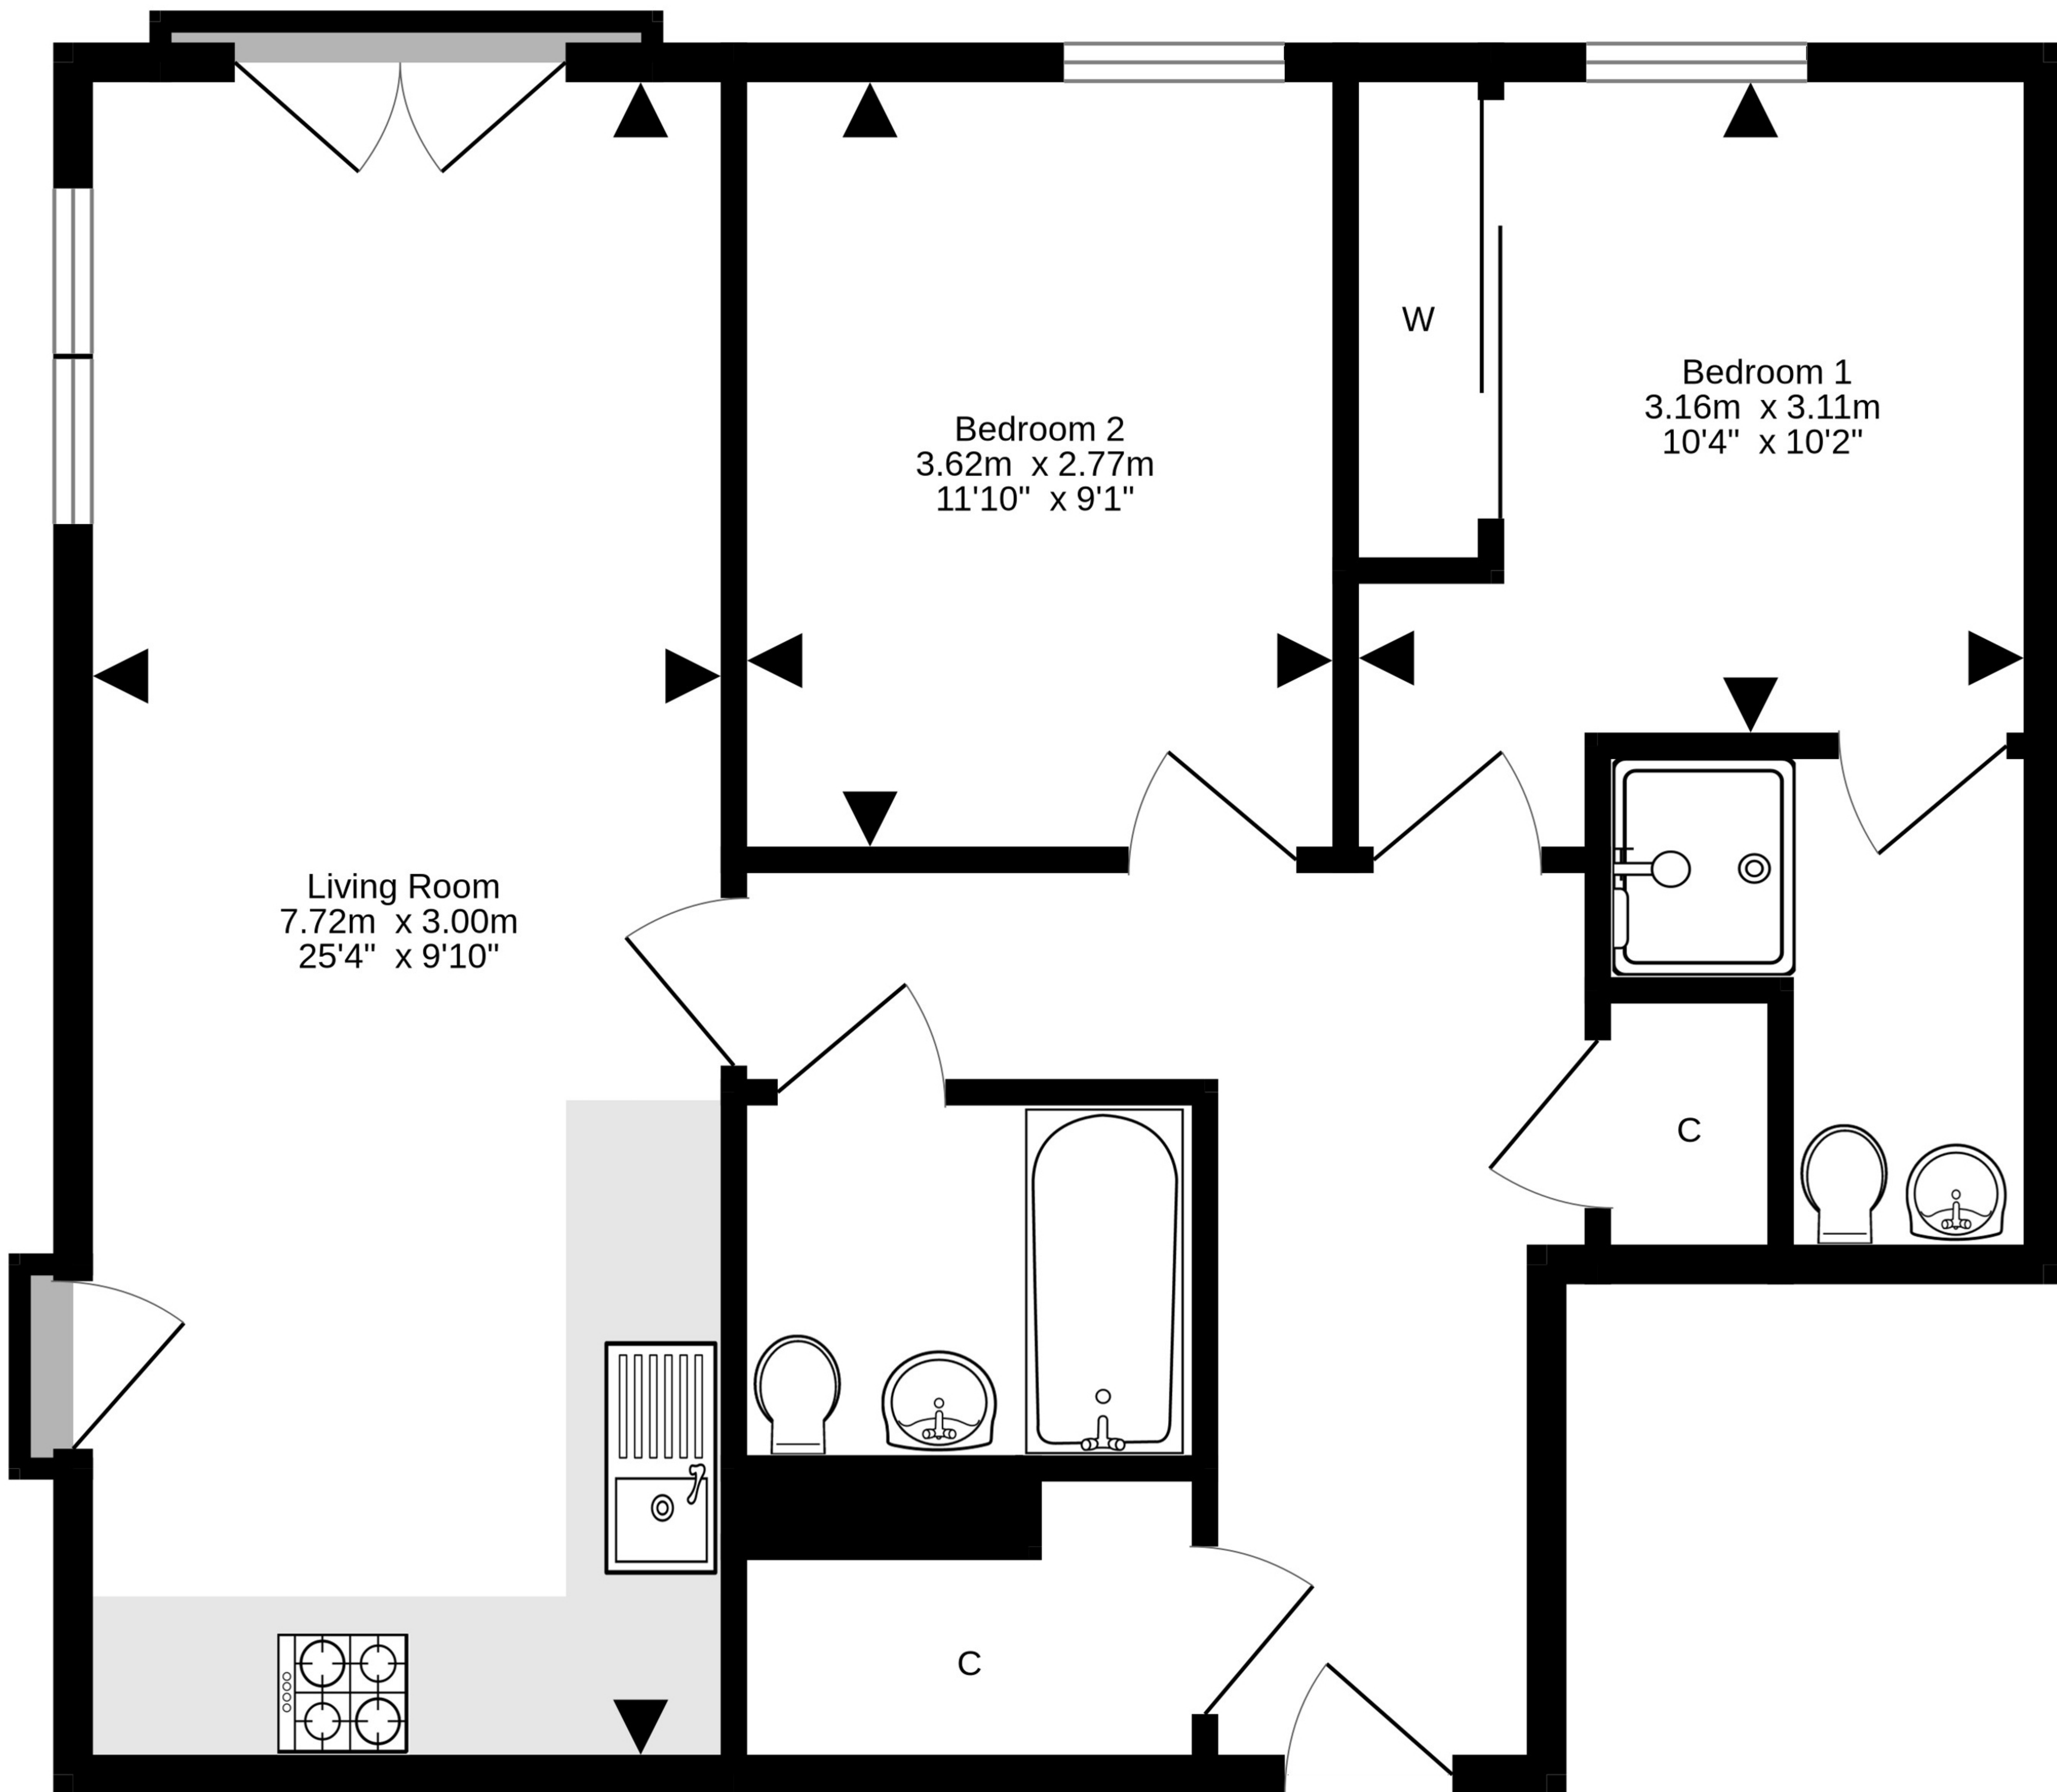 W
Bedroom 1
3.16m x 3.11m
10'4" x 10'2"
Bedroom 2
3.62m x 2.77m
11'10" x 9'1"
Living Room
7.72m x 3.00m
25'4" x 9'10"
C
C